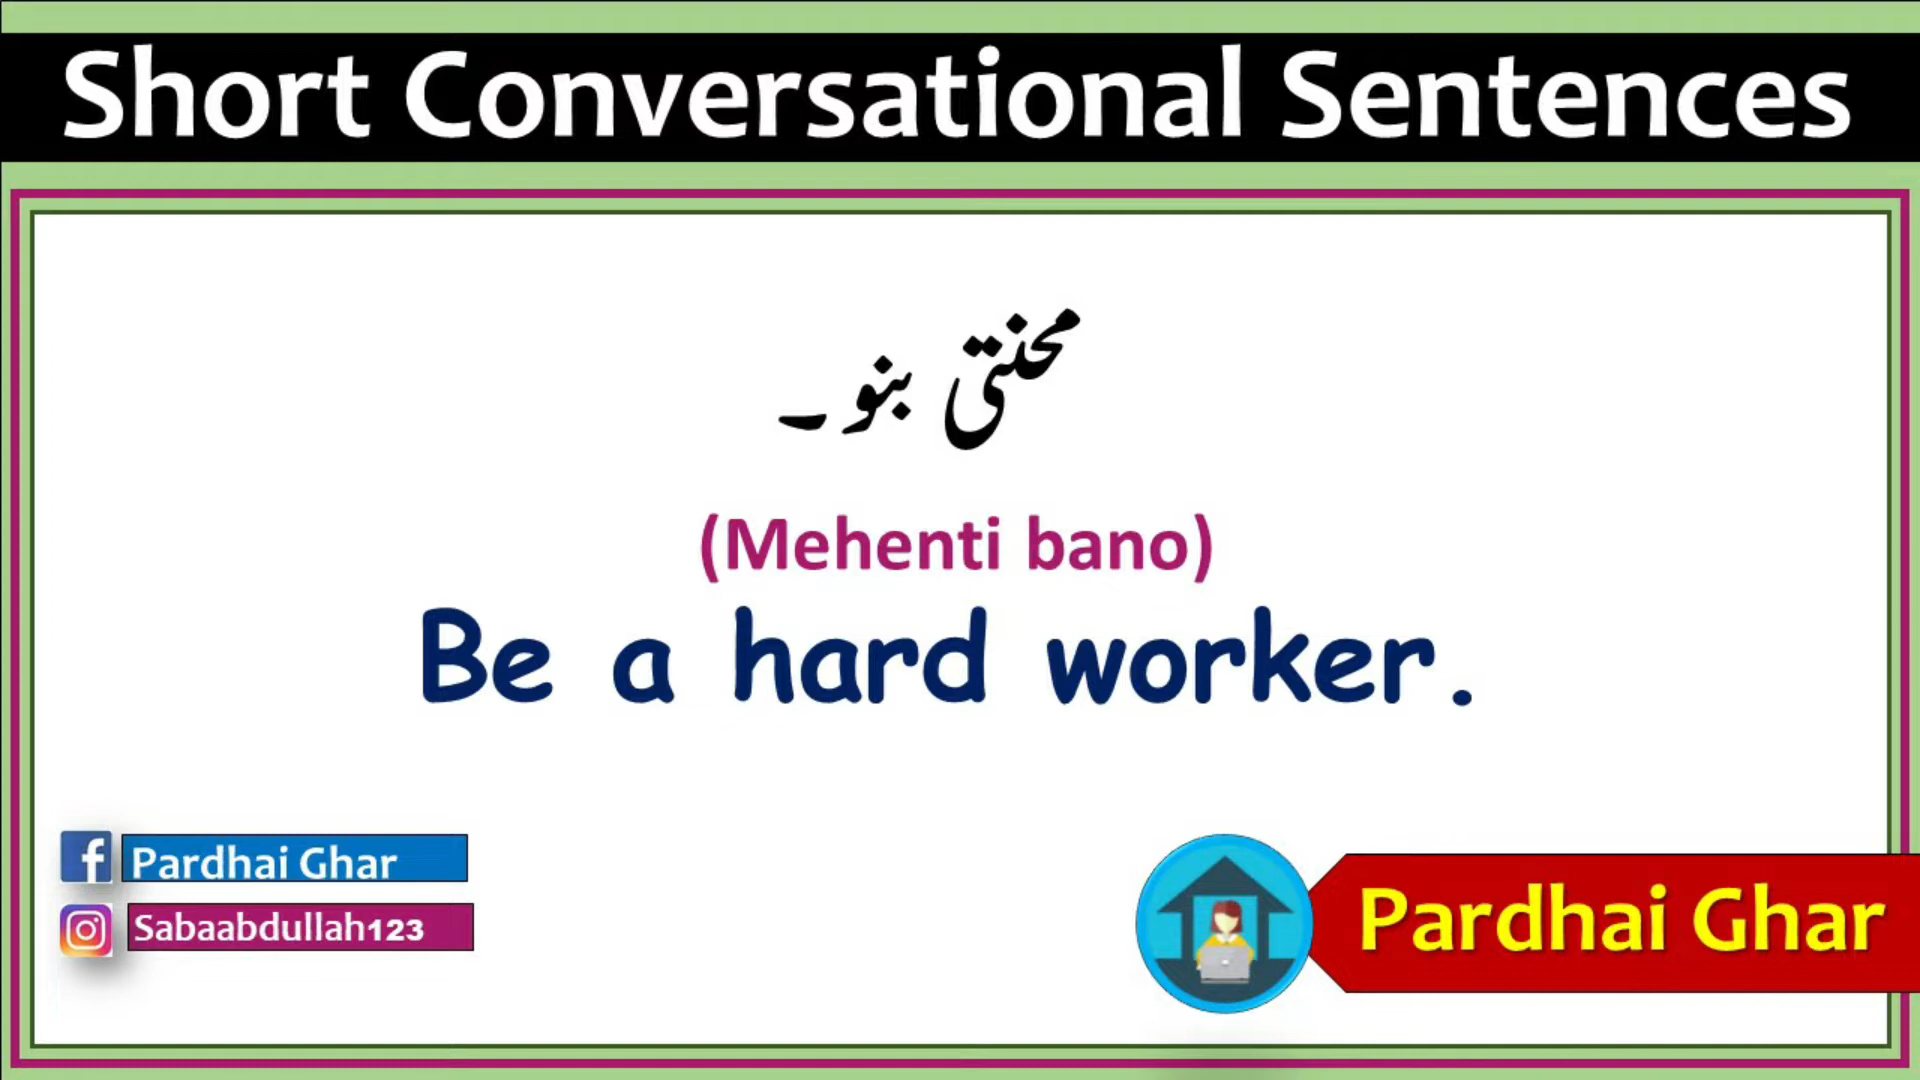 Short Conversational Sentences
محنتی بنو ۔
(Mehenti bano)
Be a hard worker.
Pardhai Ghar
Sabaabdullah123
Pardhai Ghar